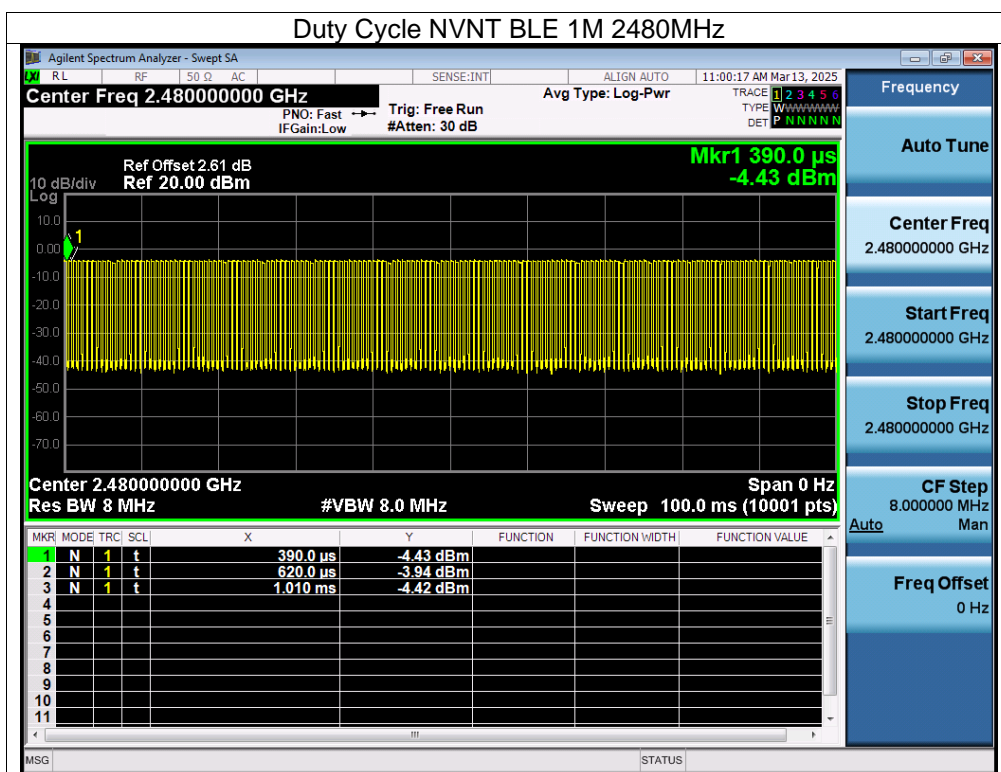 Duty Cycle NVNT BLE 1M 2480MHz
Agilent Spectrum Analyzer - Swept SA
LXI RL RF 50 Ω AC SENSE:INT ALIGN AUTO 11:00:17 AM Mar 13, 2025
Center Freq 2.480000000 GHz Avg Type: Log-Pwr TRACE 1 2 3 4 5 6
PNO: Fast Trig: Free Run TYPE WWWWWWW
IFGain:Low #Atten: 30 dB DET P N N N N N
Frequency
Mkr1 390.0 µs
-4.43 dBm
Ref Offset 2.61 dB
10 dB/div Ref 20.00 dBm
Log
10.0
1
0.00
-10.0
-20.0
-30.0
-40.0
-50.0
-60.0
-70.0
Center 2.480000000 GHz Span 0 Hz
Res BW 8 MHz #VBW 8.0 MHz Sweep 100.0 ms (10001 pts)
MKR MODE TRC SCL X Y FUNCTION FUNCTION WIDTH FUNCTION VALUE
1 N 1 t 390.0 µs -4.43 dBm
2 N 1 t 620.0 µs -3.94 dBm
3 N 1 t 1.010 ms -4.42 dBm
4
5
6
7
8
9
10
11
MSG STATUS
Auto Tune
Center Freq
2.480000000 GHz
Start Freq
2.480000000 GHz
Stop Freq
2.480000000 GHz
CF Step
8.000000 MHz
Auto Man
Freq Offset
0 Hz